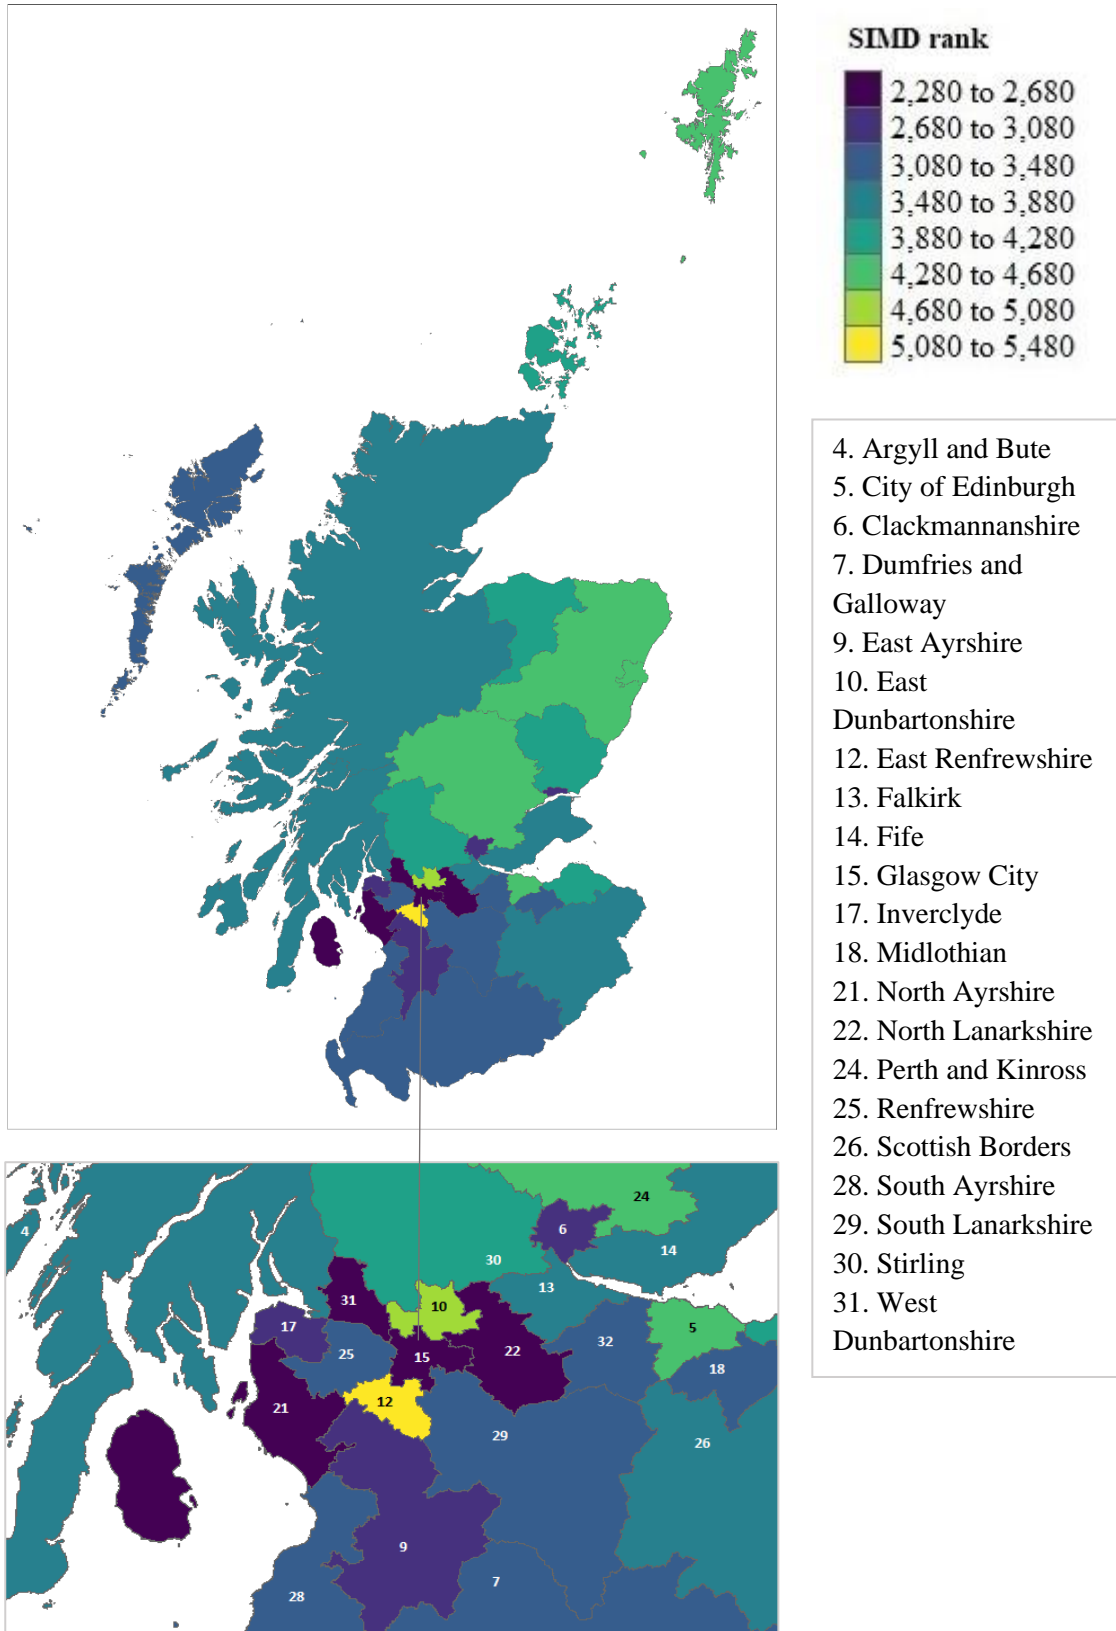 SIMD rank
2,280 to 2,680
2,680 to 3,080
3,080 to 3,480
3,480 to 3,880
3,880 to 4,280
4,280 to 4,680
4,680 to 5,080
5,080 to 5,480
4. Argyll and Bute
5. City of Edinburgh
6. Clackmannanshire
7. Dumfries and
Galloway
9. East Ayrshire
10. East
Dunbartonshire
12. East Renfrewshire
13. Falkirk
14. Fife
15. Glasgow City
17. Inverclyde
18. Midlothian
21. North Ayrshire
22. North Lanarkshire
24. Perth and Kinross
25. Renfrewshire
26. Scottish Borders
28. South Ayrshire
29. South Lanarkshire
30. Stirling
31. West
Dunbartonshire
24
4
6
14
30
13
31
10
17
5
32
22
25
15
18
12
21
29
26
9
7
28